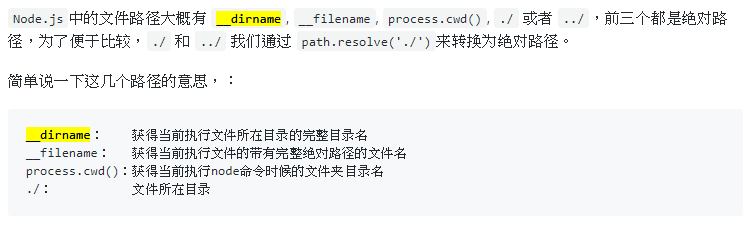 Node.js 中的文件路径大概有 __dirname, __filename, process.cwd(), ./ 或者 ../，前三个都是绝对路
径，为了便于比较，./ 和 ../ 我们通过 path.resolve('./')来转换为绝对路径。
简单说一下这几个路径的意思，：
__dirname： 获得当前执行文件所在目录的完整目录名
__filename： 获得当前执行文件的带有完整绝对路径的文件名
process.cwd()：获得当前执行node命令时候的文件夹目录名
./： 文件所在目录